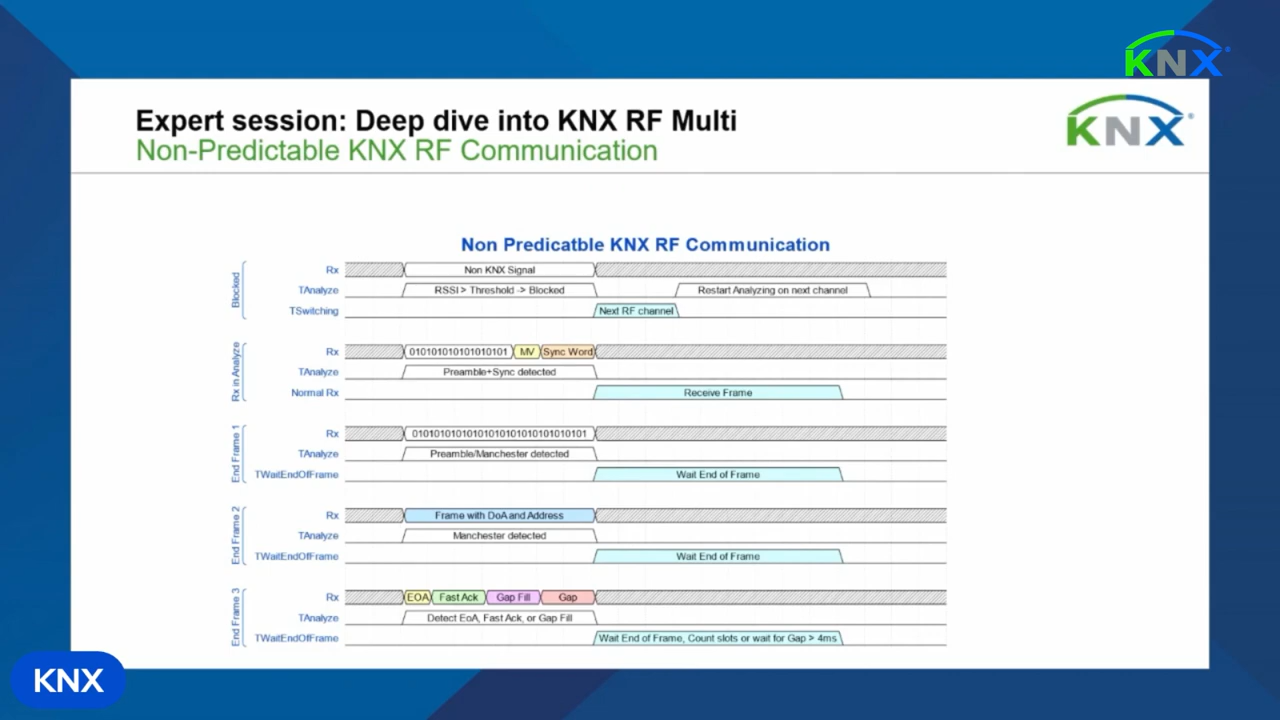 KNX
Expert session: Deep dive into KNX RF Multi
KNX
Non-Predictable KNX RF Communication
Non Predicatble KNX RF Communication
Blocked
Rx
Non KNX Signal
TAnalyze
RSSI > Threshold -> Blocked
Restart Analyzing on next channel
TSwitching
Next RF channel
Rx in Analyze
Rx
010101010101010101
MV
Sync Word
TAnalyze
Preamble+Sync detected
Normal Rx
Receive Frame
End Frame 1
Rx
0101010101010101010101010101010101
TAnalyze
Preamble/Manchester detected
TWaitEndOfFrame
Wait End of Frame
End Frame 2
Rx
Frame with DoA and Address
TAnalyze
Manchester detected
TWaitEndOfFrame
Wait End of Frame
End Frame 3
Rx
EOA
Fast Ack
Gap Fill
Gap
TAnalyze
Detect EoA, Fast Ack, or Gap Fill
TWaitEndOfFrame
Wait End of Frame, Count slots or wait for Gap > 4ms
KNX